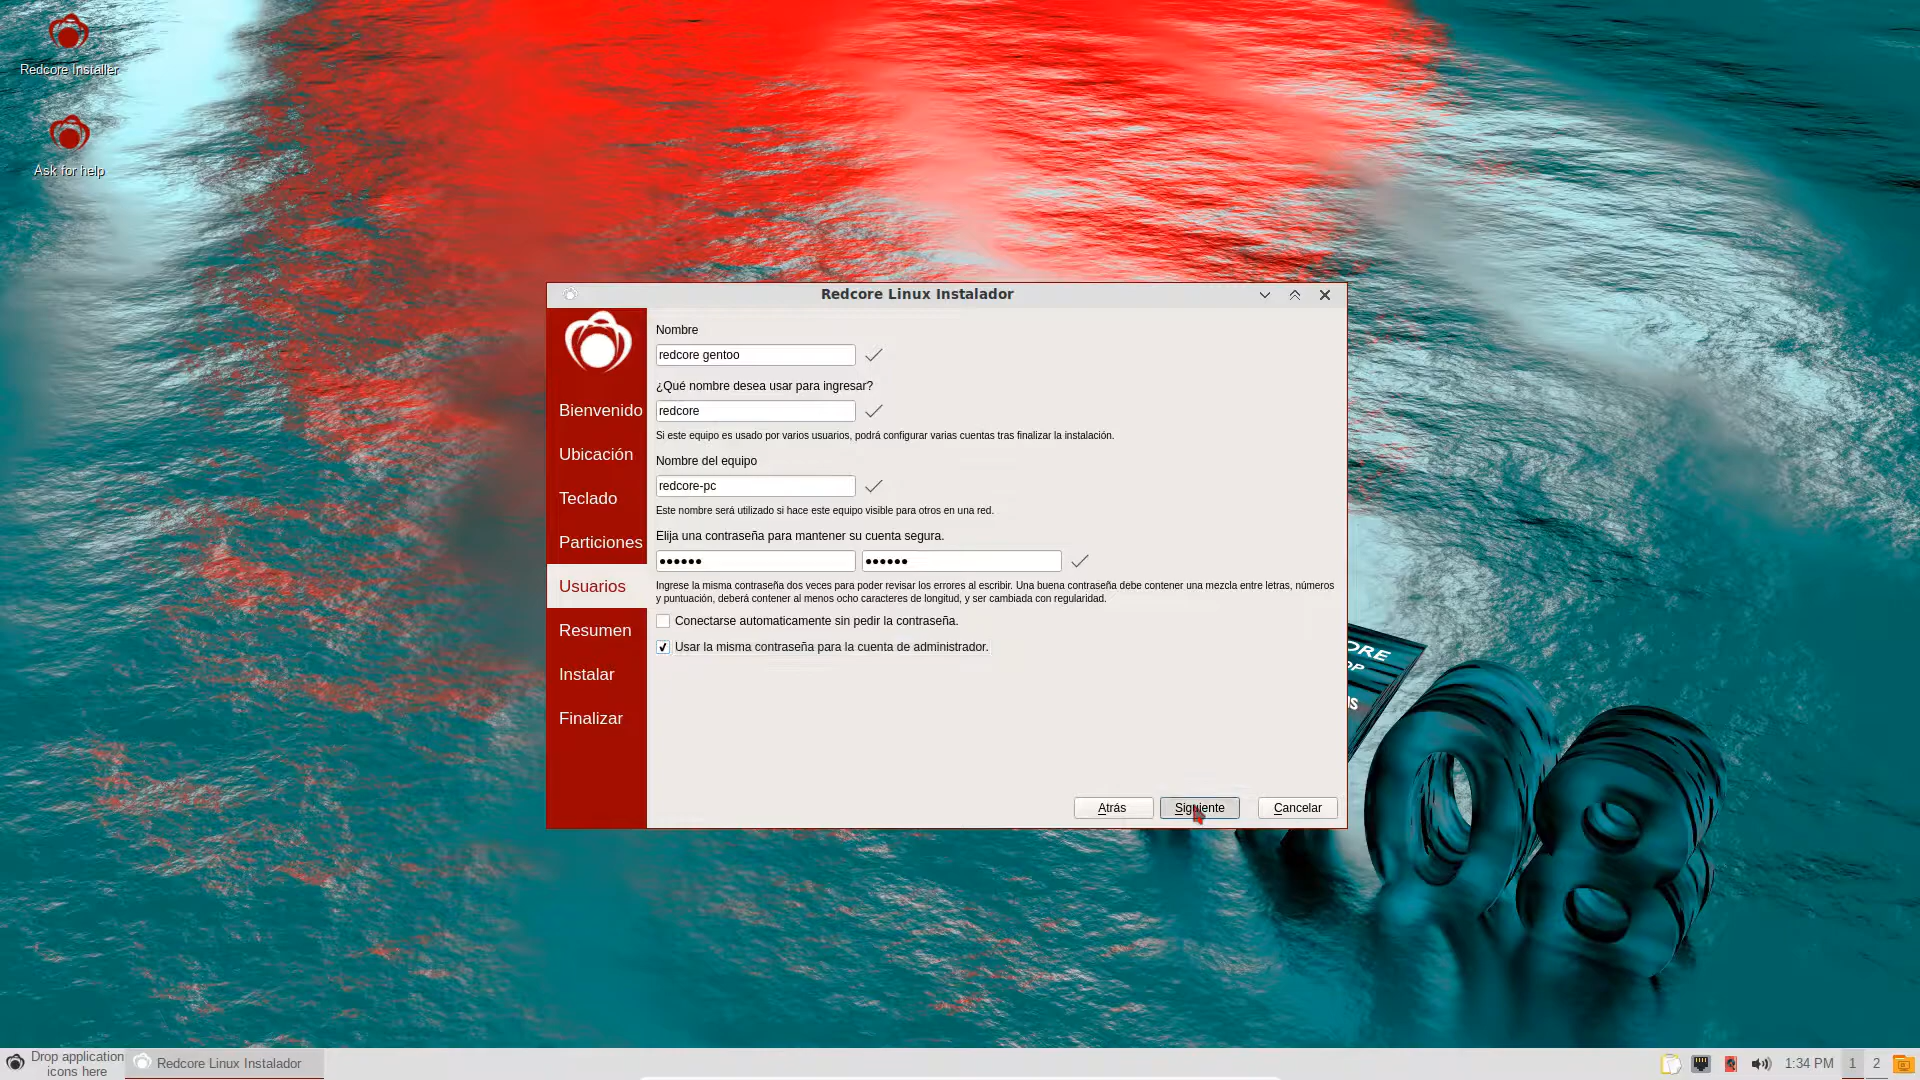 Redcore Installer
Ask for help
Redcore Linux Instalador
Bienvenido
Ubicación
Teclado
Particiones
Usuarios
Resumen
Instalar
Finalizar
Nombre
redcore gentoo
¿Qué nombre desea usar para ingresar?
redcore
Si este equipo es usado por varios usuarios, podrá configurar varias cuentas tras finalizar la instalación.
Nombre del equipo
redcore-pc
Este nombre será utilizado si hace este equipo visible para otros en una red.
Elija una contraseña para mantener su cuenta segura.
●●●●●● ●●●●●●
Ingrese la misma contraseña dos veces para poder revisar los errores al escribir. Una buena contraseña debe contener una mezcla entre letras, números
y puntuación, deberá contener al menos ocho caracteres de longitud, y ser cambiada con regularidad.
Conectarse automaticamente sin pedir la contraseña.
Usar la misma contraseña para la cuenta de administrador.
Atrás Siguiente Cancelar
ORE
OP
08
Drop application
icons here
Redcore Linux Instalador
1:34 PM 1 2